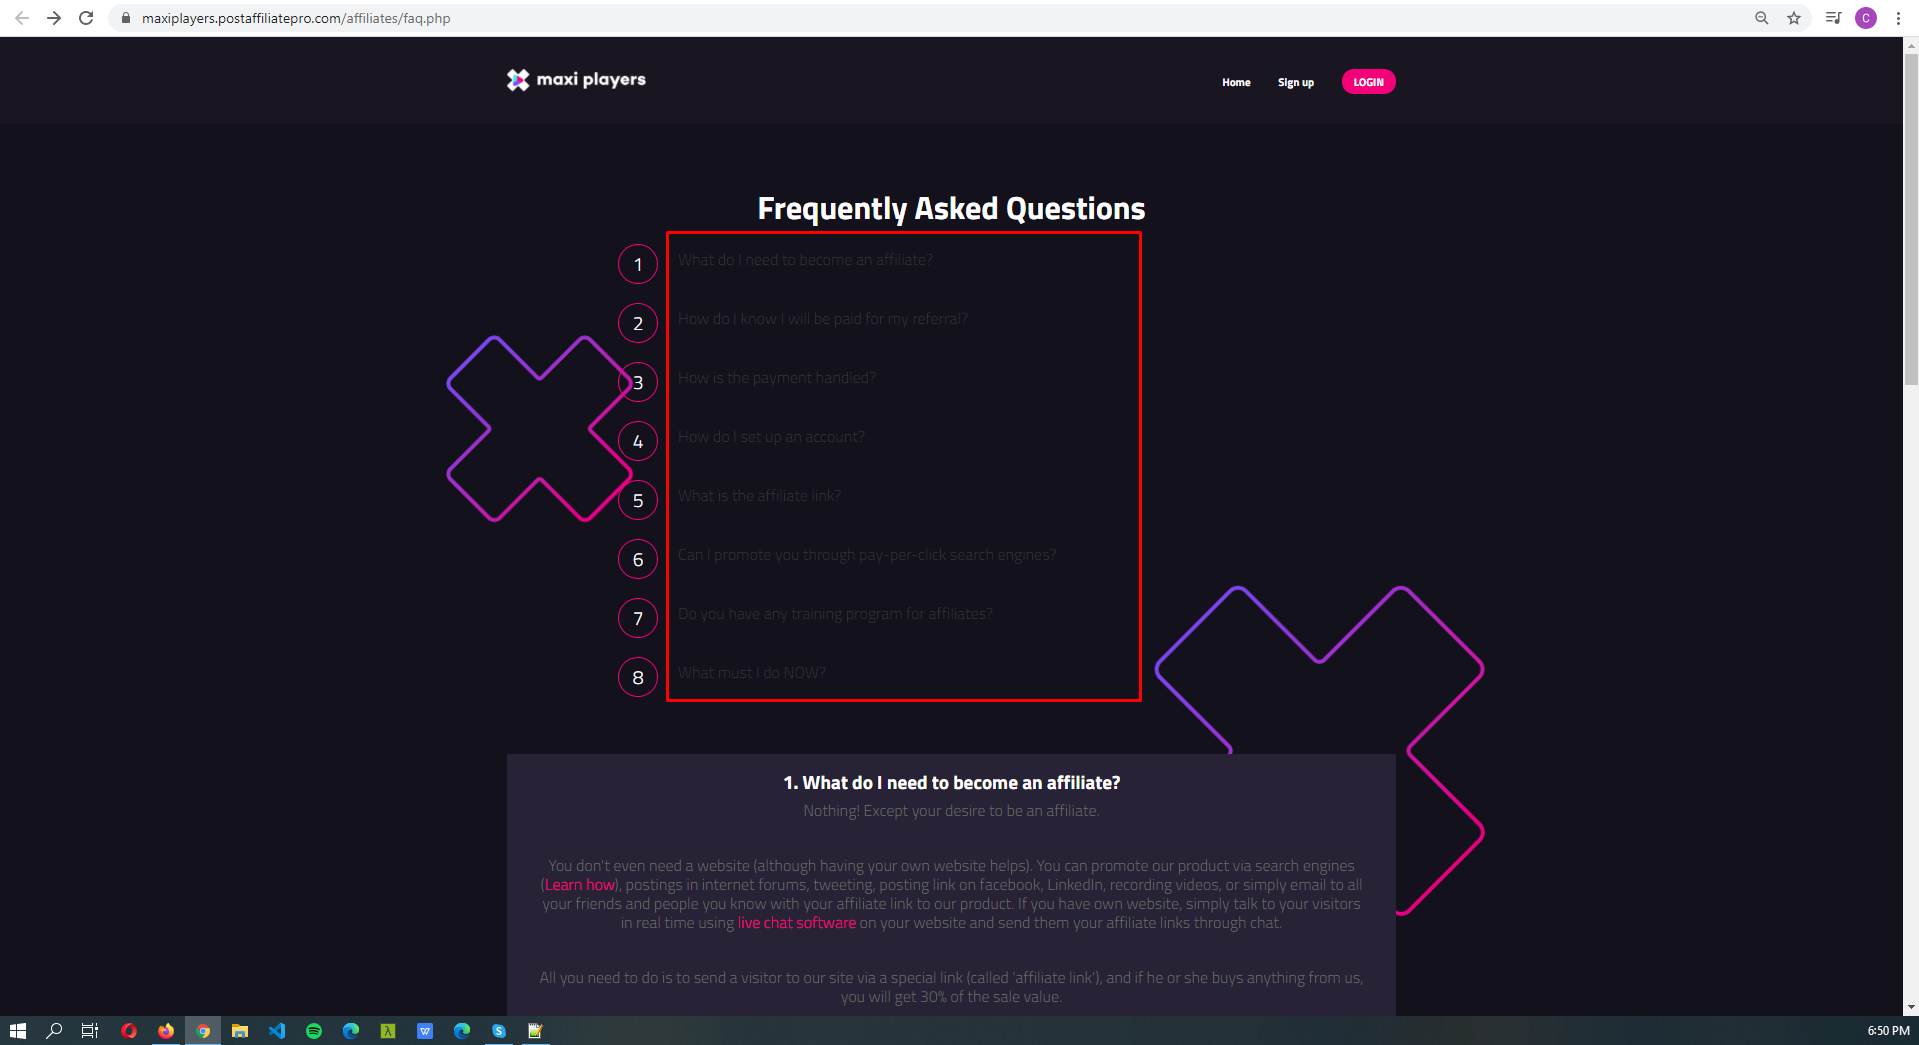 maxiplayers.postaffiliatepro.com/affiliates/faq.php
C
maxi players
Home Sign up LOGIN
Frequently Asked Questions
1 What do I need to become an affiliate?
2 How do I know I will be paid for my referral?
3 How is the payment handled?
4 How do I set up an account?
5 What is the affiliate link?
6 Can I promote you through pay-per-click search engines?
7 Do you have any training program for affiliates?
8 What must I do NOW?
1. What do I need to become an affiliate?
Nothing! Except your desire to be an affiliate.
You don't even need a website (although having your own website helps). You can promote our product via search engines
(Learn how), postings in internet forums, tweeting, posting link on facebook, LinkedIn, recording videos, or simply email to all
your friends and people you know with your affiliate link to our product. If you have own website, simply talk to your visitors
in real time using live chat software on your website and send them your affiliate links through chat.
All you need to do is to send a visitor to our site via a special link (called 'affiliate link'), and if he or she buys anything from us,
you will get 30% of the sale value.
6:50 PM